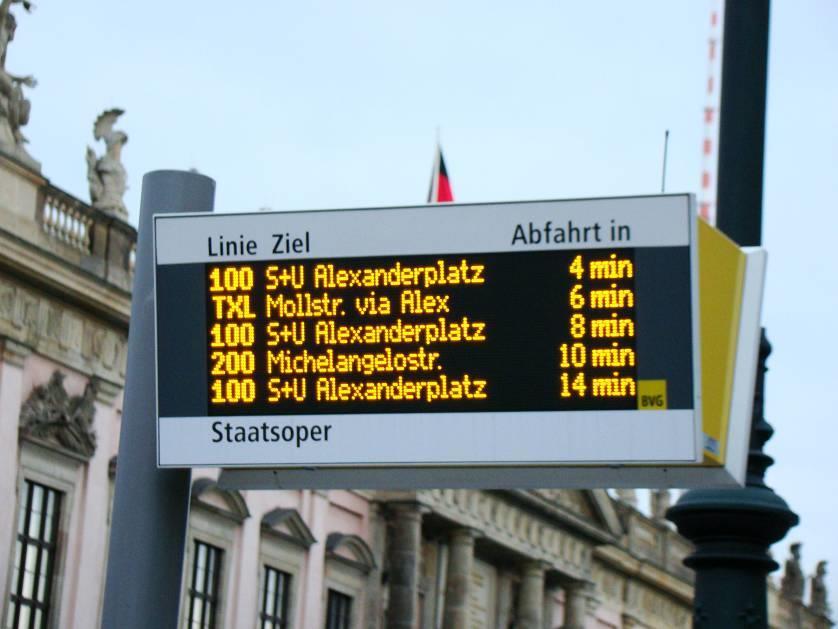 Linie Ziel Abfahrt in
100 S+U Alexanderplatz 4 min
TXL Mollstr. via Alex 6 min
100 S+U Alexanderplatz 8 min
200 Michelangelostr. 10 min
100 S+U Alexanderplatz 14 min
BVG
Staatsoper